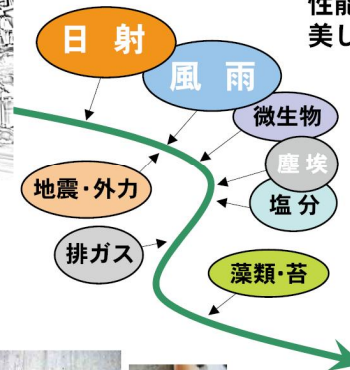 性能
美し
日 射
風 雨
微生物
塵 埃
地震・外力
塩 分
排ガス
藻類・苔